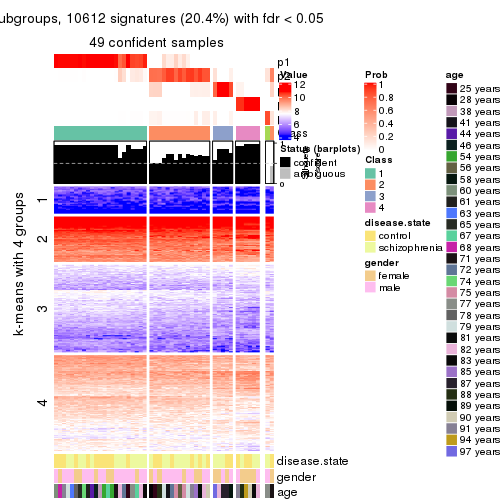 ubgroups, 10612 signatures (20.4%) with fdr < 0.05
49 confident samples
p1
Value
12
10
8
6
4
Status (barplots)
confident
ambiguous
Prob
1
0.8
0.6
0.4
0.2
0
Class
1
2
3
4
disease.state
control
schizophrenia
gender
female
male
age
25 years
28 years
38 years
41 years
44 years
46 years
54 years
56 years
58 years
60 years
61 years
63 years
65 years
67 years
68 years
71 years
72 years
74 years
75 years
77 years
78 years
79 years
81 years
82 years
83 years
85 years
87 years
88 years
89 years
90 years
91 years
94 years
97 years
k-means with 4 groups
1
2
3
4
disease.state
gender
age